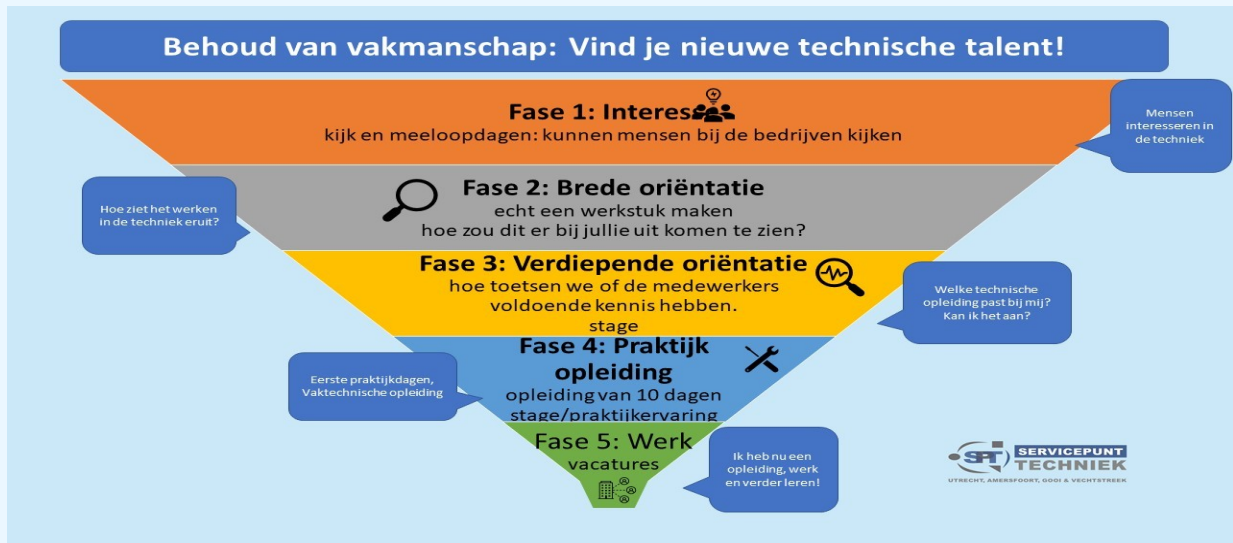 Behoud van vakmanschap: Vind je nieuwe technische talent!
Fase 1: Interes
kijk en meeloopdagen: kunnen mensen bij de bedrijven kijken
Mensen
interesseren in
de techniek
Fase 2: Brede oriëntatie
echt een werkstuk maken
hoe zou dit er bij jullie uit komen te zien?
Hoe ziet het werken
in de techniek eruit?
Fase 3: Verdiepende oriëntatie
hoe toetsen we of de medewerkers
voldoende kennis hebben.
stage
Welke technische
opleiding past bij mij?
Kan ik het aan?
Fase 4: Praktijk
opleiding
opleiding van 10 dagen
stage/praktijkervaring
Eerste praktijkdagen,
Vaktechnische opleiding
Fase 5: Werk
vacatures
Ik heb nu een
opleiding, werk
en verder leren!
SPT
SERVICEPUNT
TECHNIEK
UTRECHT, AMERSFOORT, GOOI & VECHTSTREEK